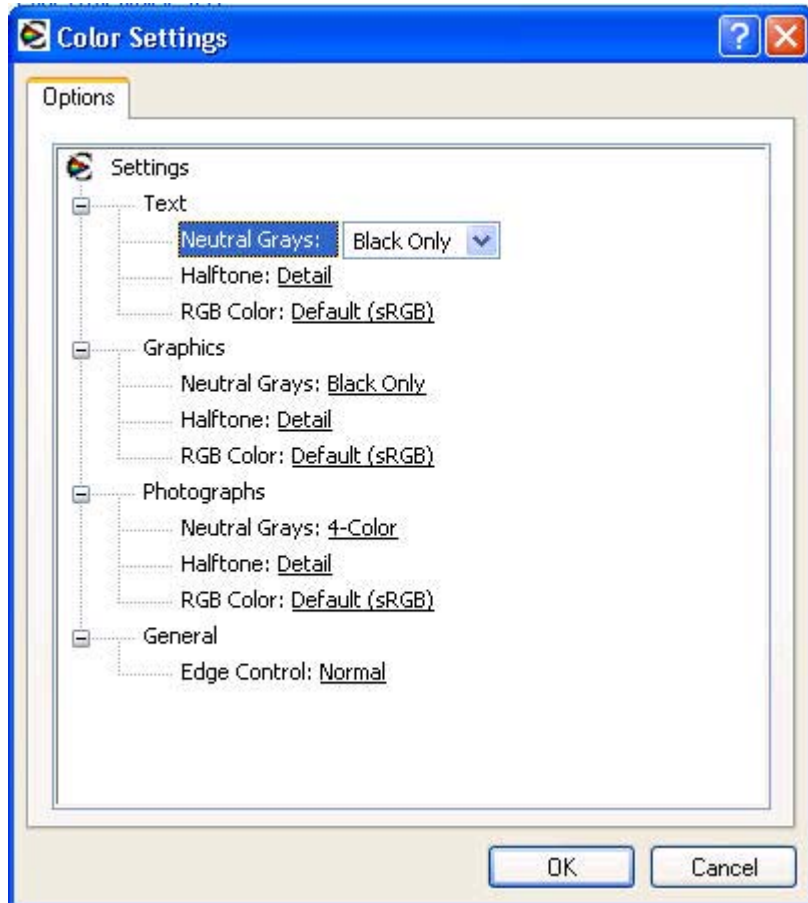 Color Settings
Options
Settings
Text
Neutral Grays: Black Only
Halftone: Detail
RGB Color: Default (sRGB)
Graphics
Neutral Grays: Black Only
Halftone: Detail
RGB Color: Default (sRGB)
Photographs
Neutral Grays: 4-Color
Halftone: Detail
RGB Color: Default (sRGB)
General
Edge Control: Normal
OK Cancel